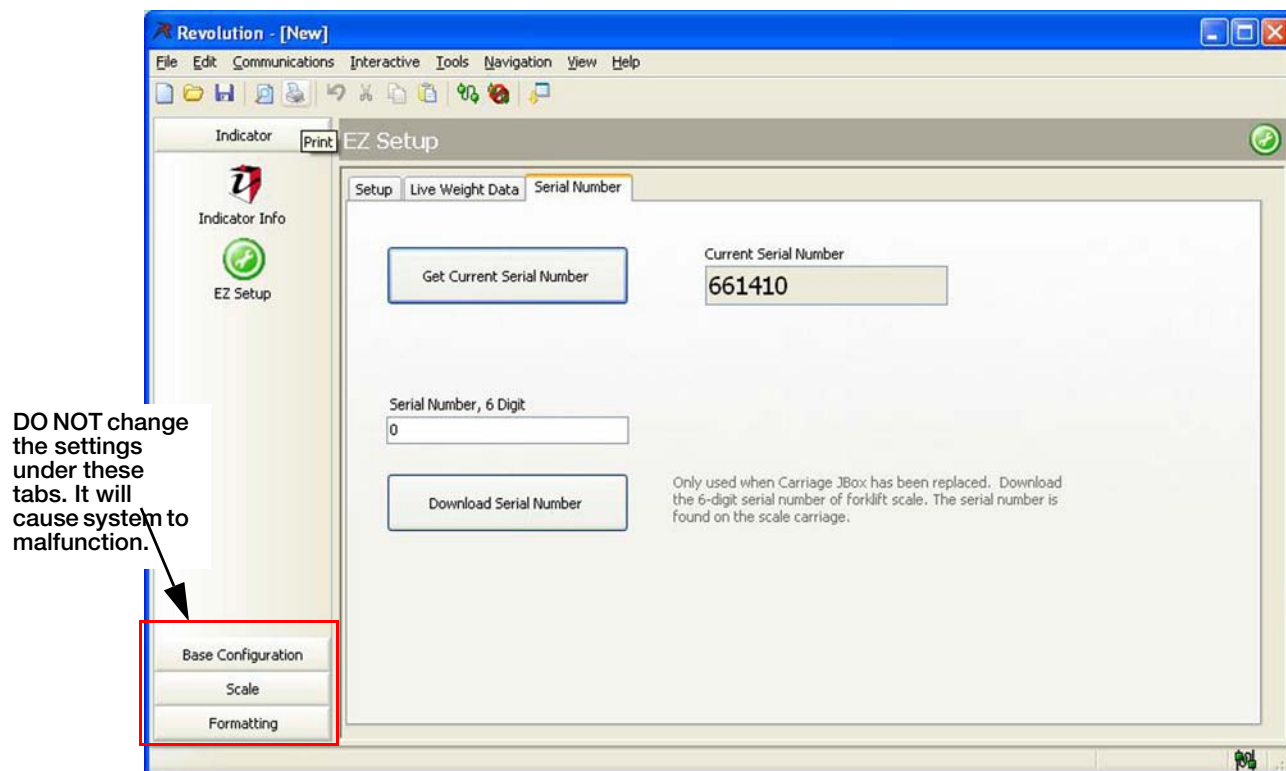 Revolution - [New]
File Edit Communications Interactive Tools Navigation View Help
Indicator
Print
EZ Setup
Indicator Info
EZ Setup
Setup Live Weight Data Serial Number
Get Current Serial Number
Current Serial Number
661410
Serial Number, 6 Digit
0
Download Serial Number
Only used when Carriage JBox has been replaced. Download
the 6-digit serial number of forklift scale. The serial number is
found on the scale carriage.
DO NOT change
the settings
under these
tabs. It will
cause system to
malfunction.
Base Configuration
Scale
Formatting